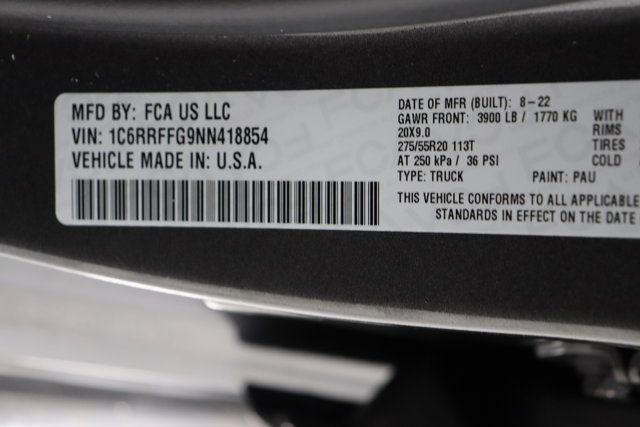 MFD BY: FCA US LLC
VIN: 1C6RRFFG9NN418854
VEHICLE MADE IN: U.S.A.
DATE OF MFR (BUILT): 8-22
GAWR FRONT: 3900 LB / 1770 KG WITH
20X9.0 RIMS
275/55R20 113T TIRES
AT 250 kPa / 36 PSI COLD
TYPE: TRUCK PAINT: PAU
THIS VEHICLE CONFORMS TO ALL APPLICABLE
STANDARDS IN EFFECT ON THE DATE